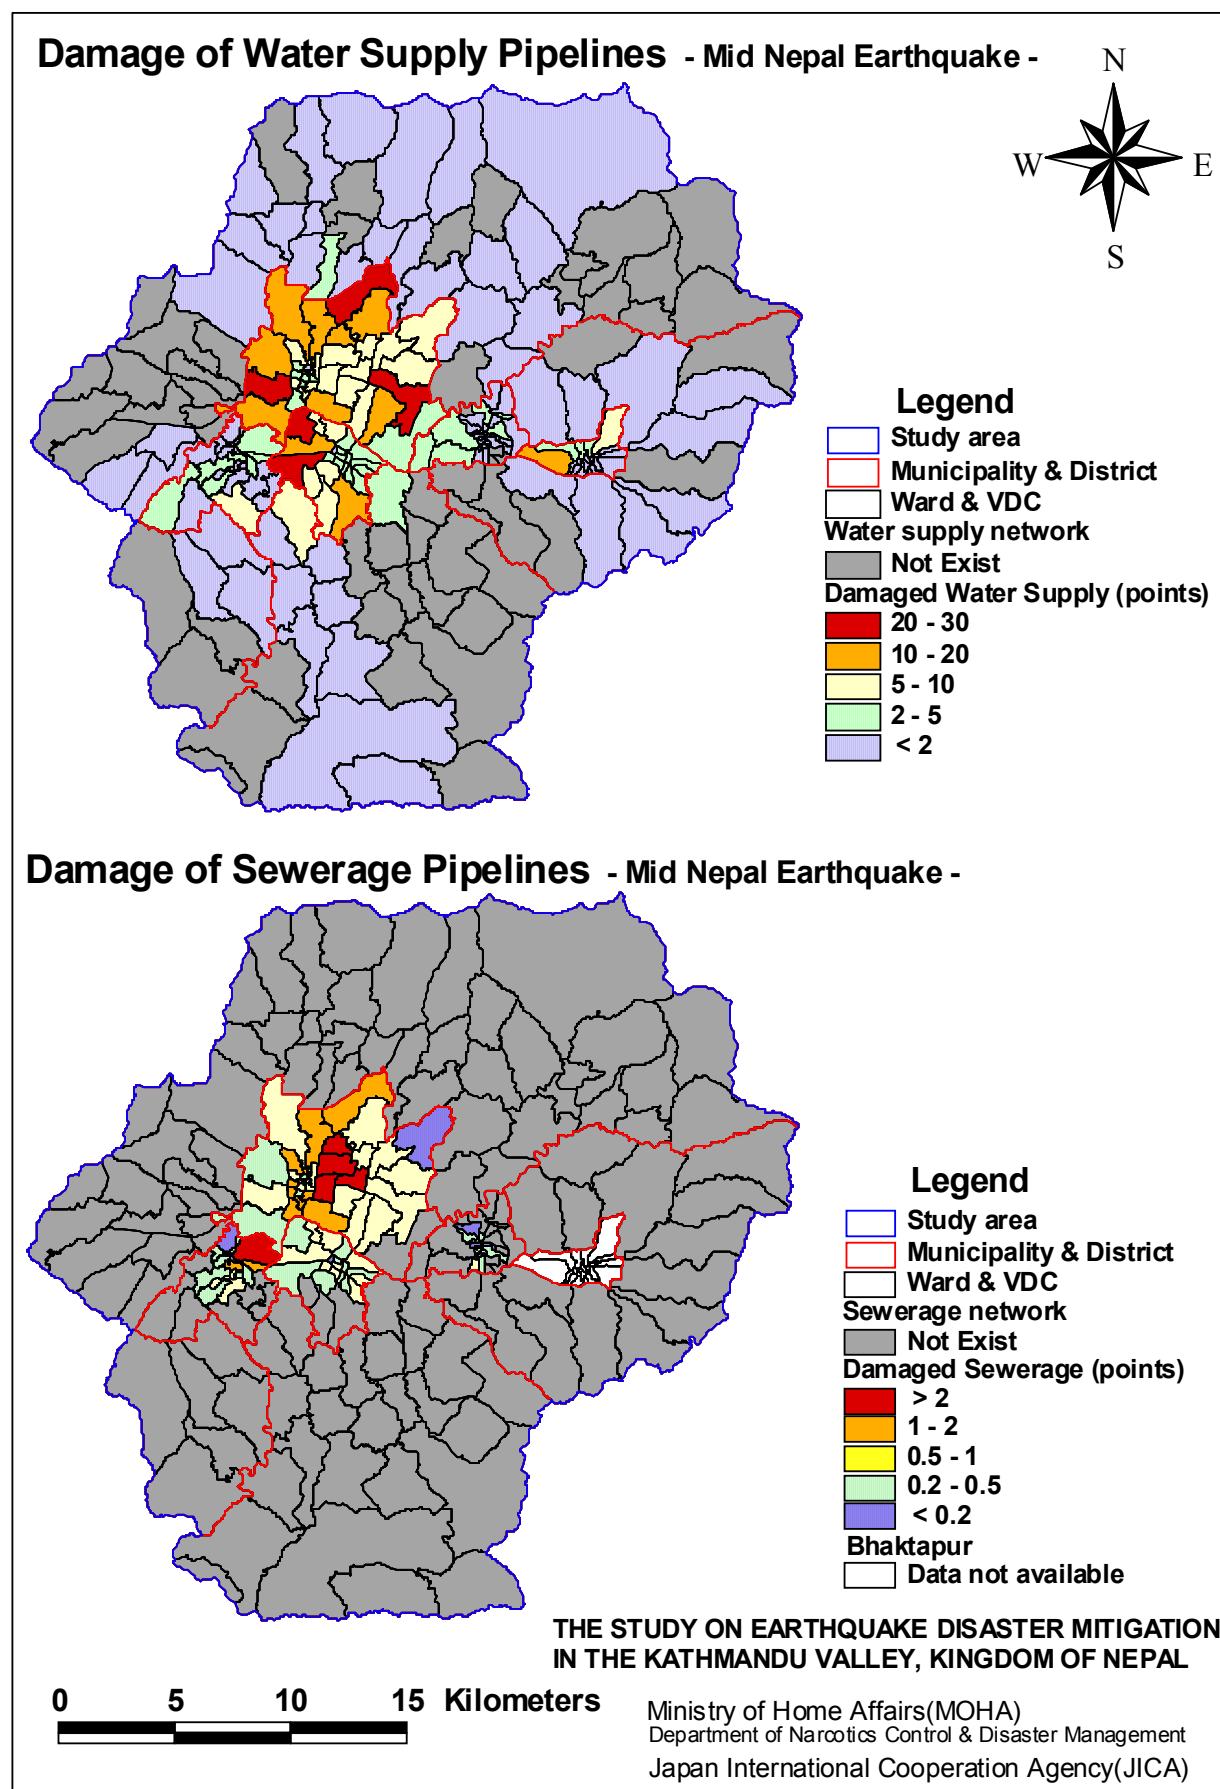 Damage of Water Supply Pipelines - Mid Nepal Earthquake -
N
W E
S
Legend
Study area
Municipality & District
Ward & VDC
Water supply network
Not Exist
Damaged Water Supply (points)
20 - 30
10 - 20
5 - 10
2 - 5
< 2
Damage of Sewerage Pipelines - Mid Nepal Earthquake -
Legend
Study area
Municipality & District
Ward & VDC
Sewerage network
Not Exist
Damaged Sewerage (points)
> 2
1 - 2
0.5 - 1
0.2 - 0.5
< 0.2
Bhaktapur
Data not available
THE STUDY ON EARTHQUAKE DISASTER MITIGATION
IN THE KATHMANDU VALLEY, KINGDOM OF NEPAL
0 5 10 15 Kilometers
Ministry of Home Affairs(MOHA)
Department of Narcotics Control & Disaster Management
Japan International Cooperation Agency(JICA)